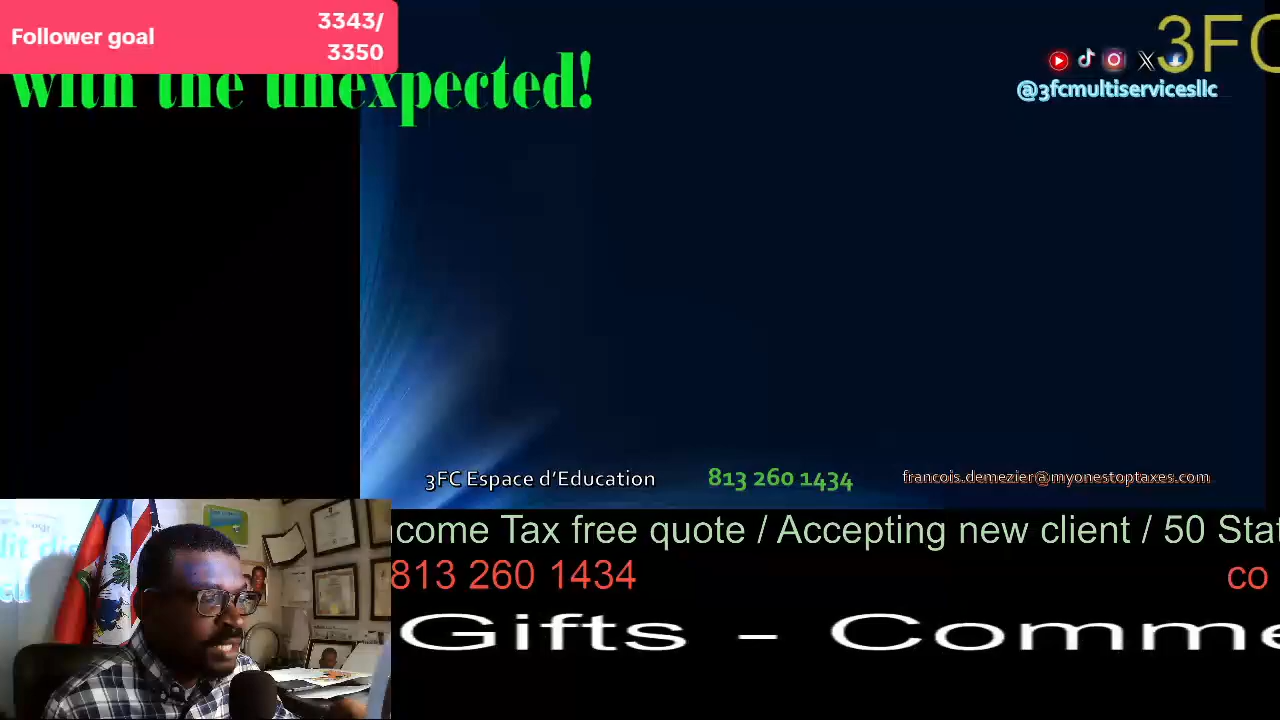 Follower goal
3343/
3350
with the unexpected!
3FC
@3fcmultiservicesllc
3FC Espace d'Education
813 260 1434
francois.demezier@myonestoptaxes.com
come Tax free quote / Accepting new client / 50 Stat
813 260 1434
co
Gifts - Comme